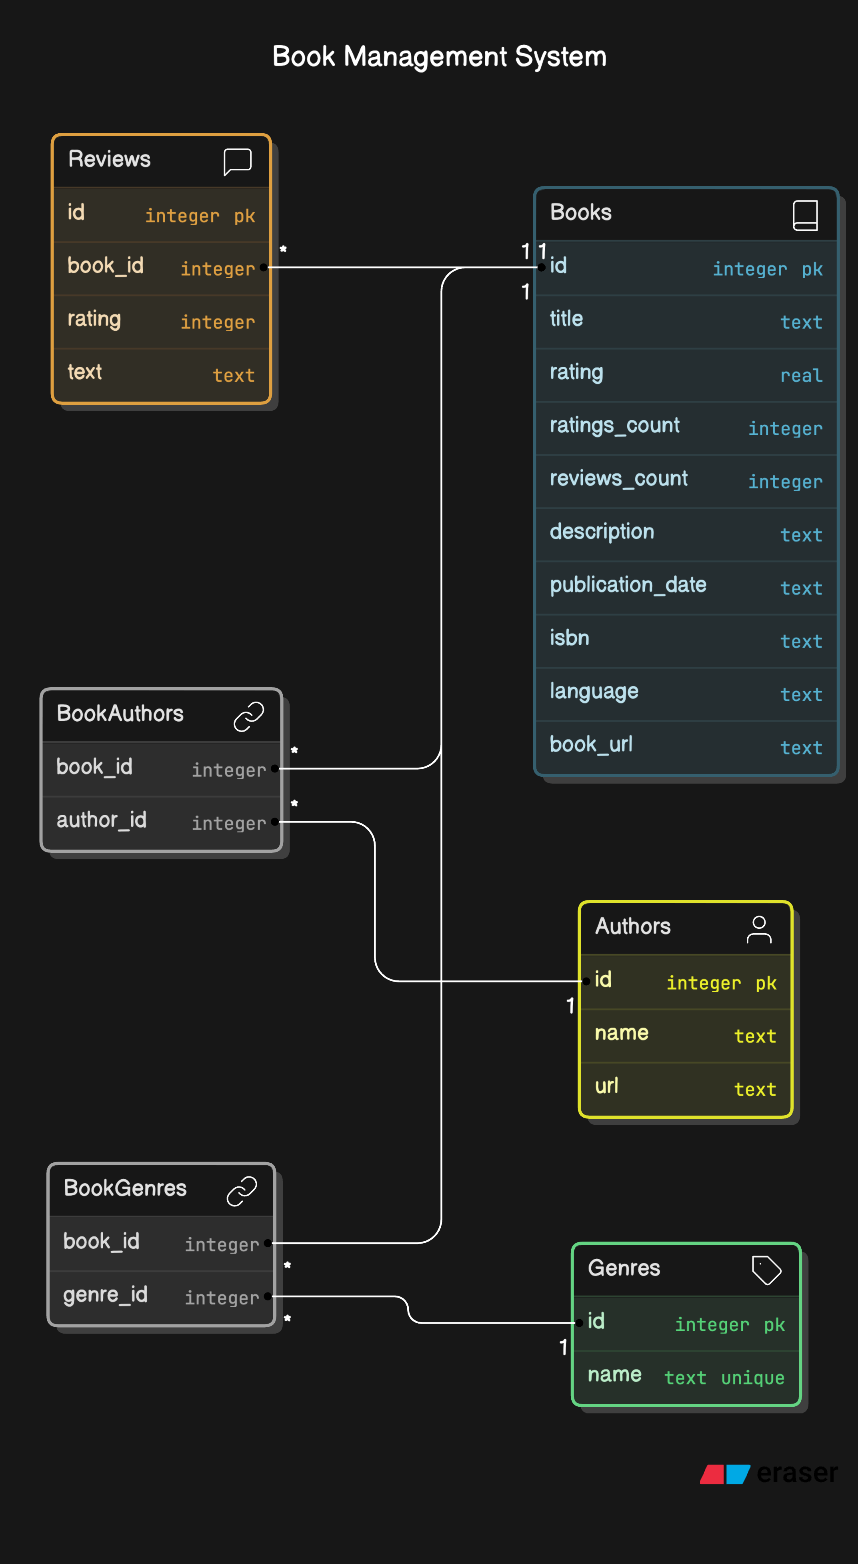 Book Management System
Reviews
id integer pk
book_id integer
rating integer
text text
*
1 1
1
Books
id integer pk
title text
rating real
ratings_count integer
reviews_count integer
description text
publication_date text
isbn text
language text
book_url text
BookAuthors
book_id integer
author_id integer
*
*
Authors
id integer pk
name text
url text
1
BookGenres
book_id integer
genre_id integer
*
*
Genres
id integer pk
name text unique
1
eraser